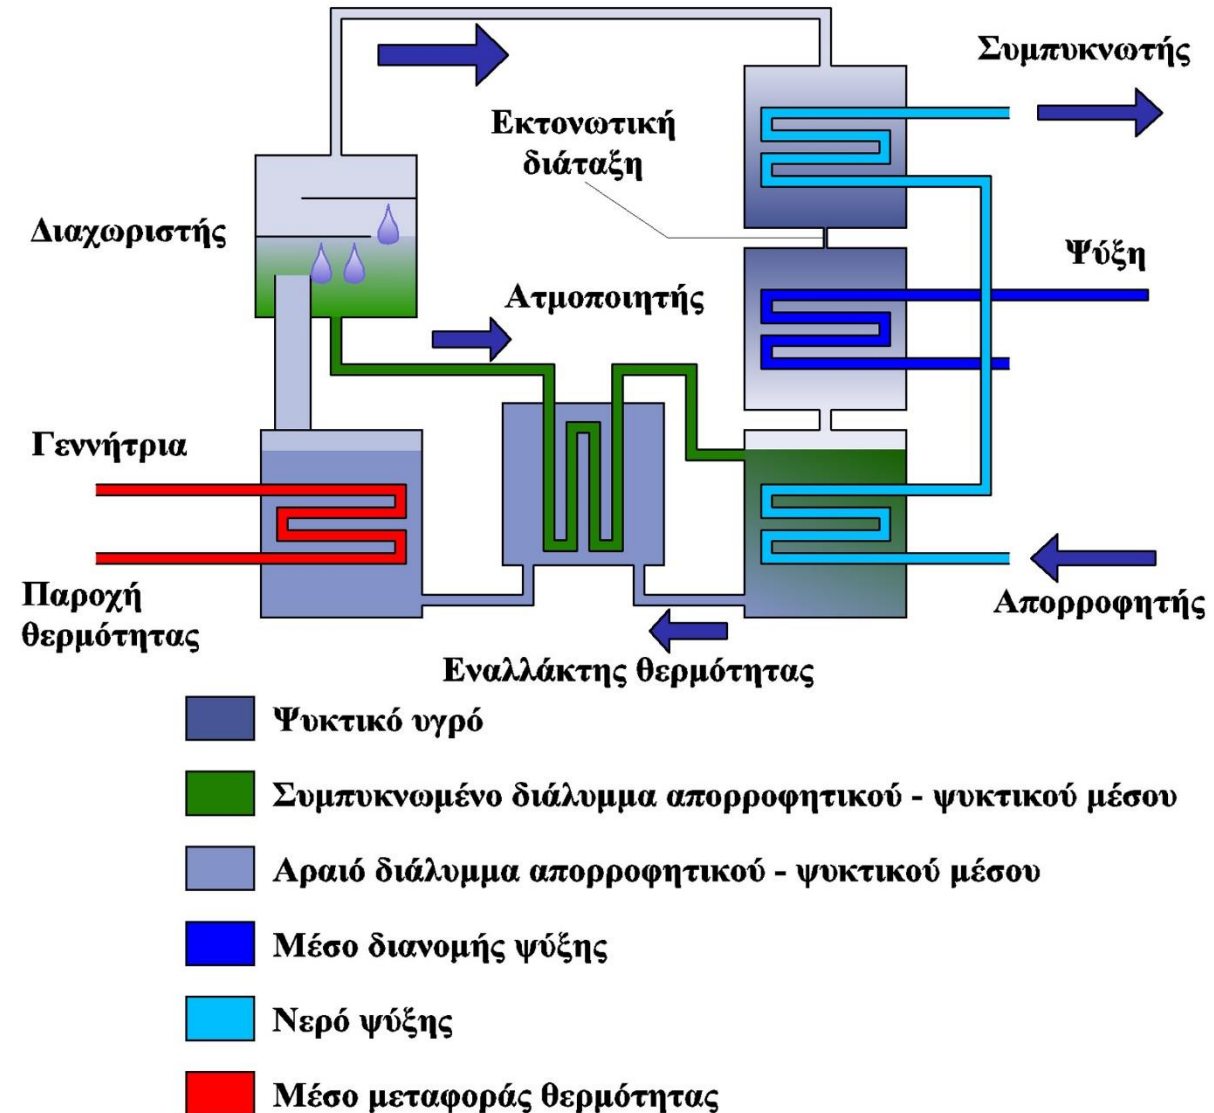 Συμπυκνωτής
Εκτονωτική
διάταξη
Διαχωριστής
Ψύξη
Ατμοποιητής
Γεννήτρια
Παροχή
θερμότητας
Απορροφητής
Εναλλάκτης θερμότητας
Ψυκτικό υγρό
Συμπυκνωμένο διάλυμμα απορροφητικού - ψυκτικού μέσου
Αραιό διάλυμμα απορροφητικού - ψυκτικού μέσου
Μέσο διανομής ψύξης
Νερό ψύξης
Μέσο μεταφοράς θερμότητας